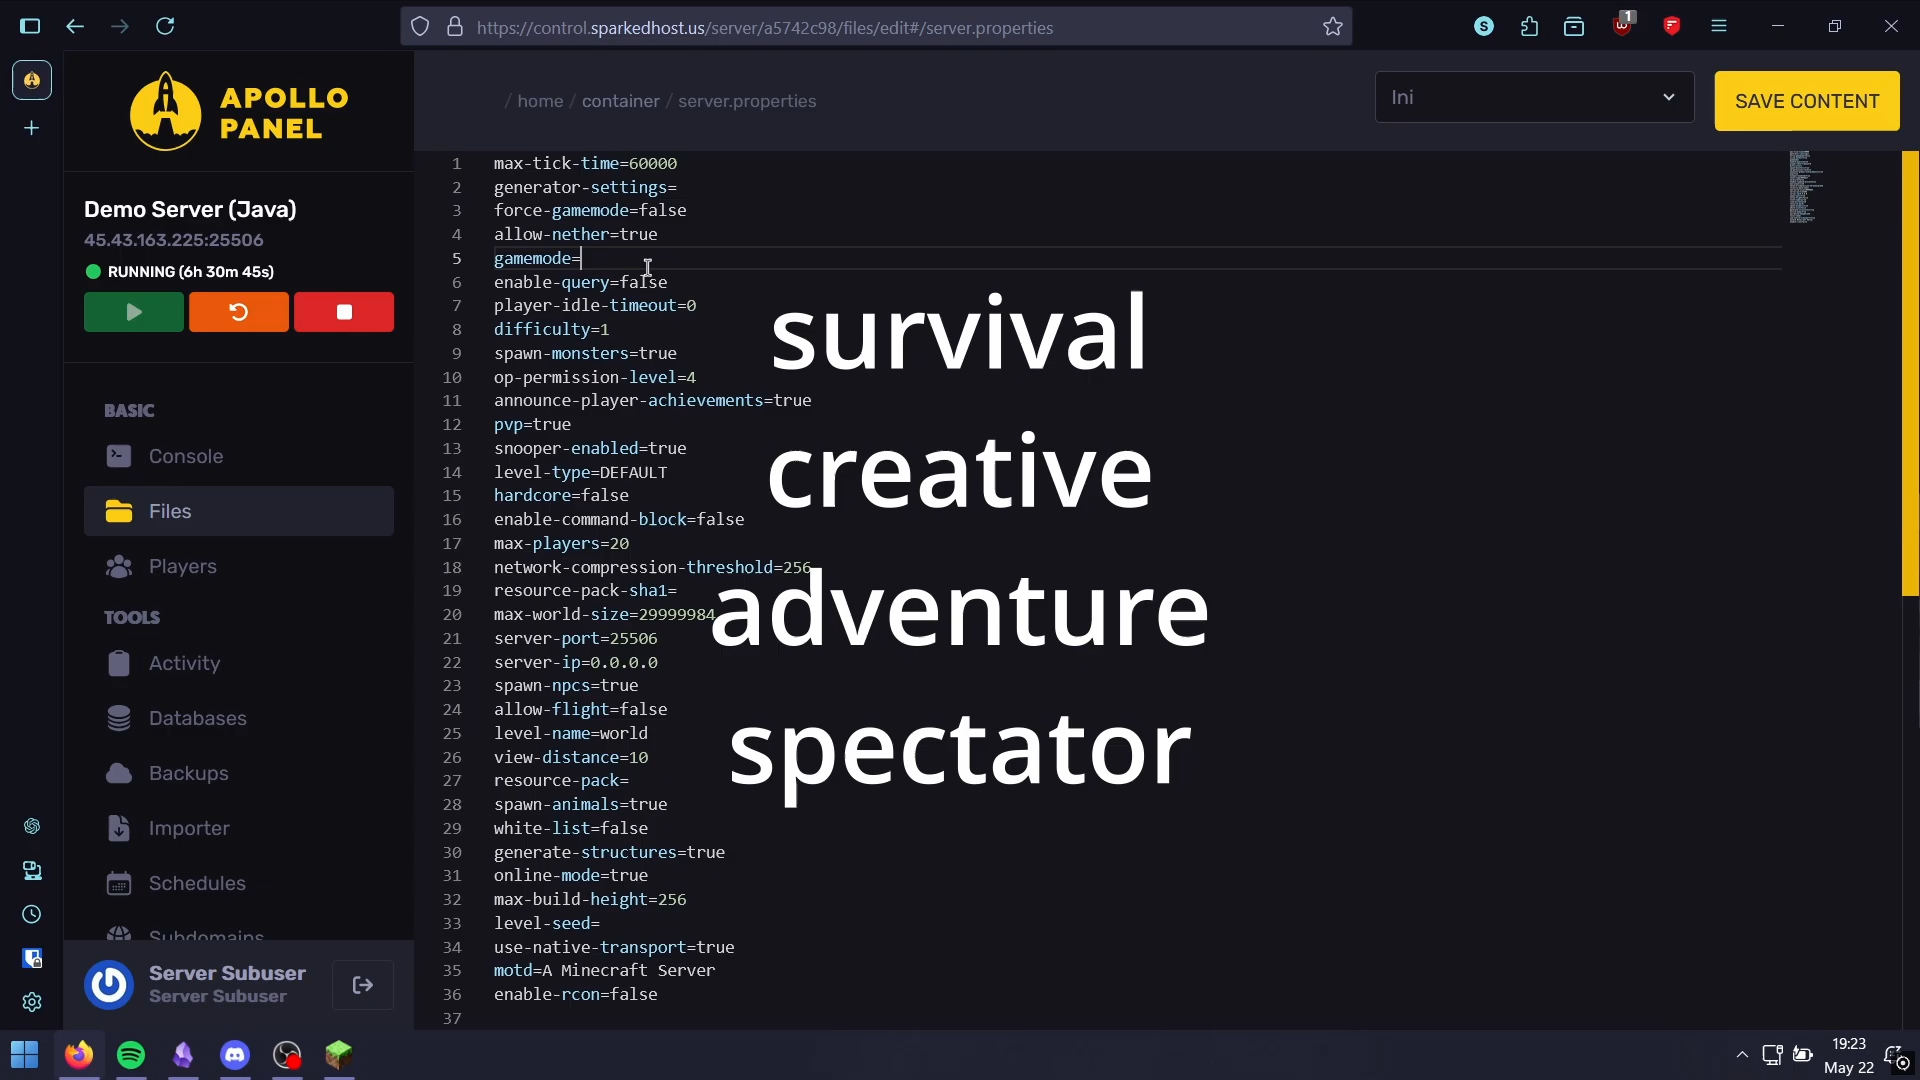 https://control.sparkedhost.us/server/a5742c98/files/edit#/server.properties
S
1
APOLLO
PANEL
/ home / container / server.properties
Ini
SAVE CONTENT
Demo Server (Java)
45.43.163.225:25506
RUNNING (6h 30m 45s)
BASIC
Console
Files
Players
TOOLS
Activity
Databases
Backups
Importer
Schedules
Subdomains
Server Subuser
Server Subuser
1 max-tick-time=60000
2 generator-settings=
3 force-gamemode=false
4 allow-nether=true
5 gamemode=
6 enable-query=false
7 player-idle-timeout=0
8 difficulty=1
9 spawn-monsters=true
10 op-permission-level=4
11 announce-player-achievements=true
12 pvp=true
13 snooper-enabled=true
14 level-type=DEFAULT
15 hardcore=false
16 enable-command-block=false
17 max-players=20
18 network-compression-threshold=256
19 resource-pack-sha1=
20 max-world-size=29999984
21 server-port=25506
22 server-ip=0.0.0.0
23 spawn-npcs=true
24 allow-flight=false
25 level-name=world
26 view-distance=10
27 resource-pack=
28 spawn-animals=true
29 white-list=false
30 generate-structures=true
31 online-mode=true
32 max-build-height=256
33 level-seed=
34 use-native-transport=true
35 motd=A Minecraft Server
36 enable-rcon=false
37
survival
creative
adventure
spectator
19:23
May 22